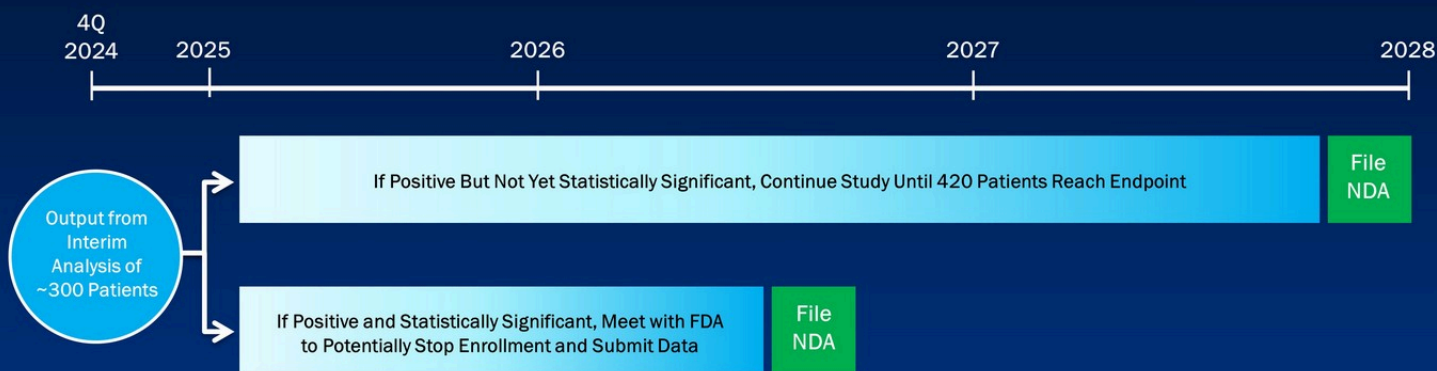 4Q
2024
2025
2026
2027
2028
If Positive But Not Yet Statistically Significant, Continue Study Until 420 Patients Reach Endpoint
File
NDA
Output from
Interim
Analysis of
~300 Patients
If Positive and Statistically Significant, Meet with FDA
to Potentially Stop Enrollment and Submit Data
File
NDA